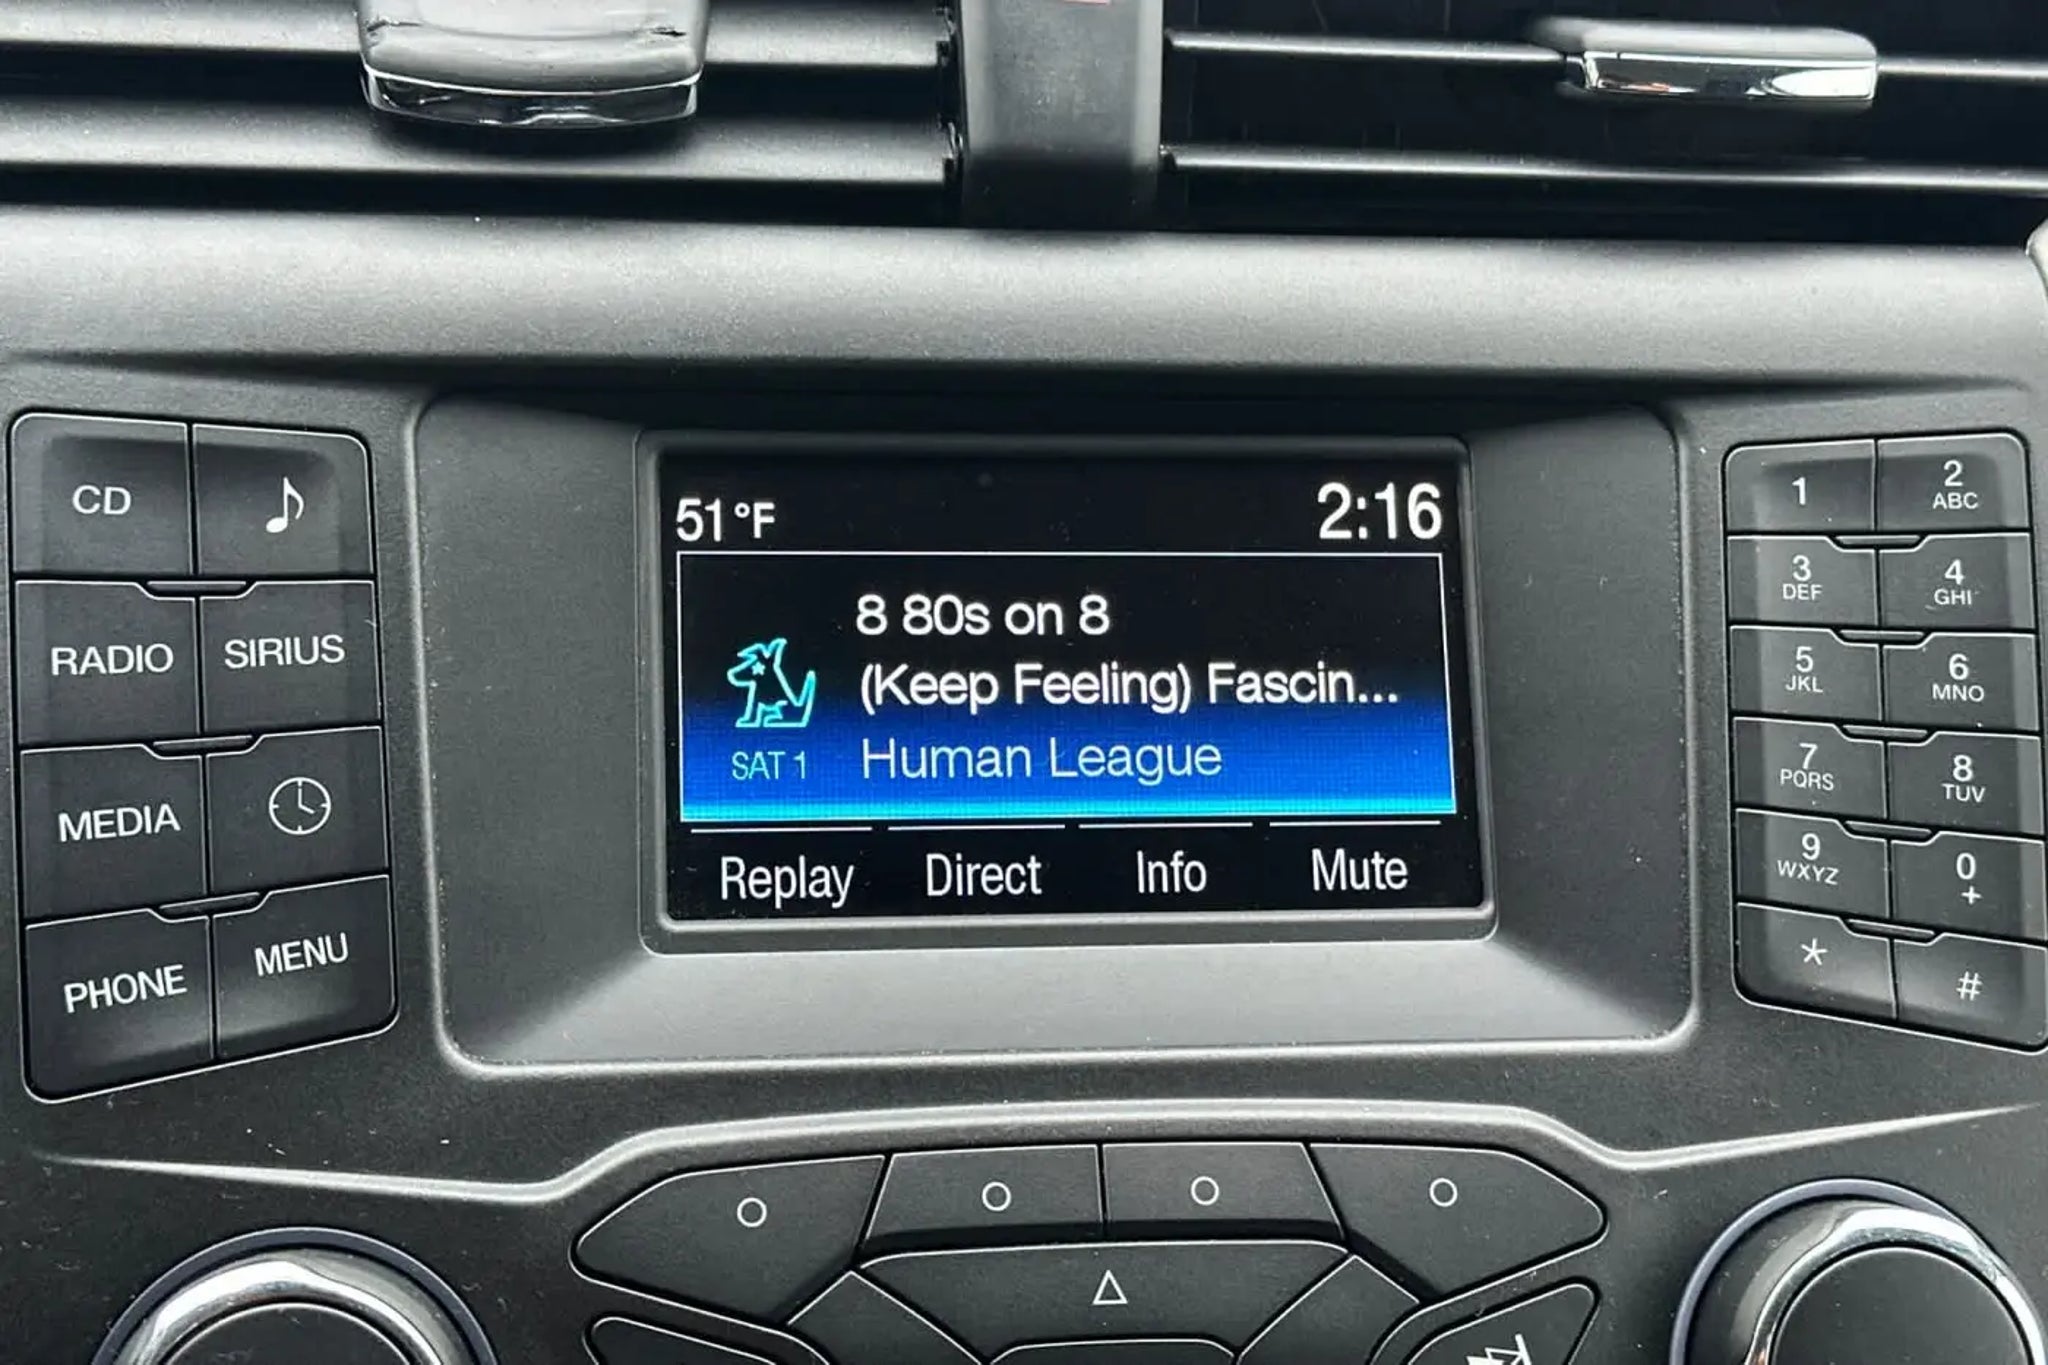 51°F 2:16
8 80s on 8
(Keep Feeling) Fascin...
SAT 1 Human League
Replay Direct Info Mute
CD
RADIO SIRIUS
MEDIA
PHONE MENU
1 2 ABC
3 DEF 4 GHI
5 JKL 6 MNO
7 PQRS 8 TUV
9 WXYZ 0 +
* #